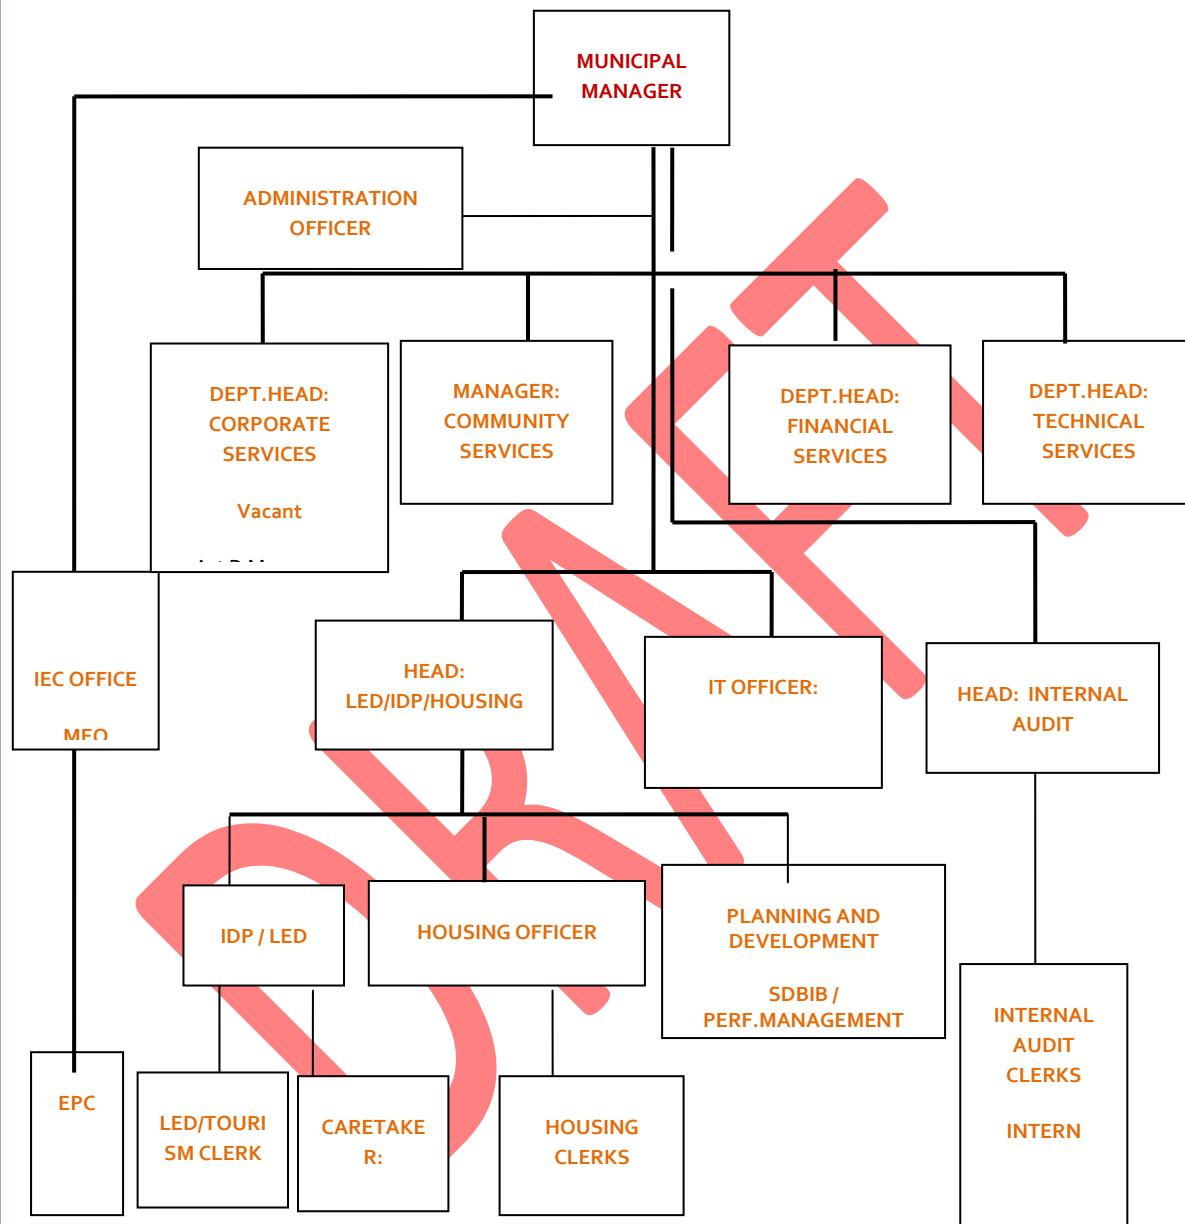 MUNICIPAL
MANAGER
ADMINISTRATION
OFFICER
DEPT.HEAD:
CORPORATE
SERVICES
Vacant
MANAGER:
COMMUNITY
SERVICES
DEPT.HEAD:
FINANCIAL
SERVICES
DEPT.HEAD:
TECHNICAL
SERVICES
IEC OFFICE
MEO
HEAD:
LED/IDP/HOUSING
IT OFFICER:
HEAD: INTERNAL
AUDIT
IDP / LED
HOUSING OFFICER
PLANNING AND
DEVELOPMENT
SDBIB /
PERF.MANAGEMENT
INTERNAL
AUDIT
CLERKS
INTERN
EPC
LED/TOURI
SM CLERK
CARETAKE
R:
HOUSING
CLERKS
DRAFT